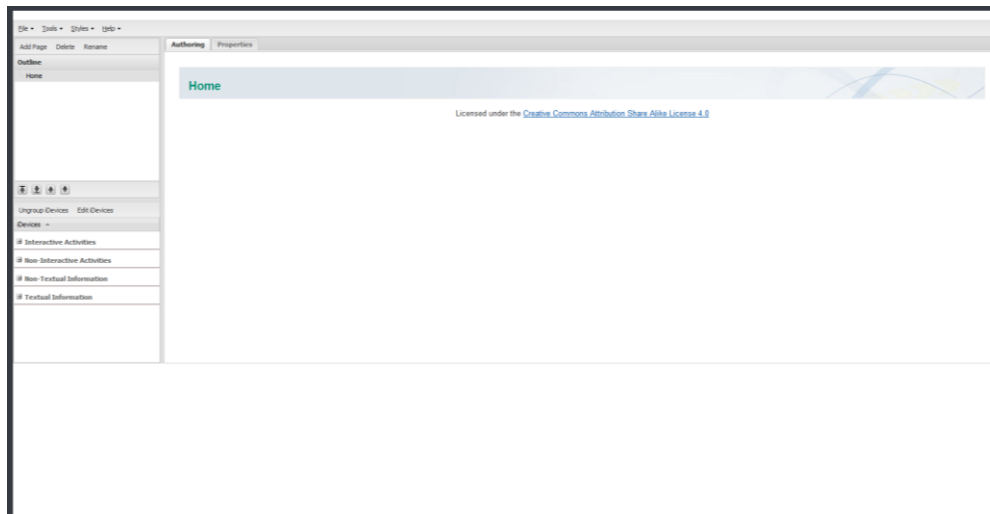 File Tools Styles Help
Add Page Delete Rename
Authoring Properties
Outline
Home
Home
Licensed under the Creative Commons Attribution Share Alike License 4.0
Ungroup iDevices Edit iDevices
iDevices
Interactive Activities
Non-Interactive Activities
Non-Textual Information
Textual Information